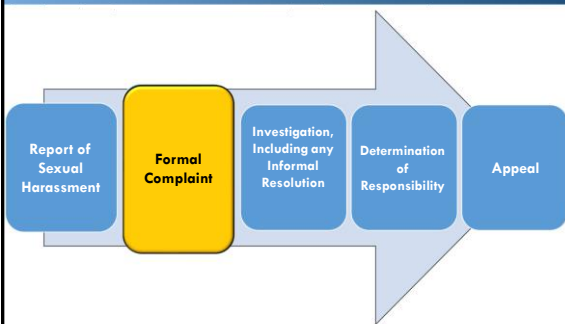 Report of
Sexual
Harassment
Formal
Complaint
Investigation,
Including any
Informal
Resolution
Determination
of
Responsibility
Appeal